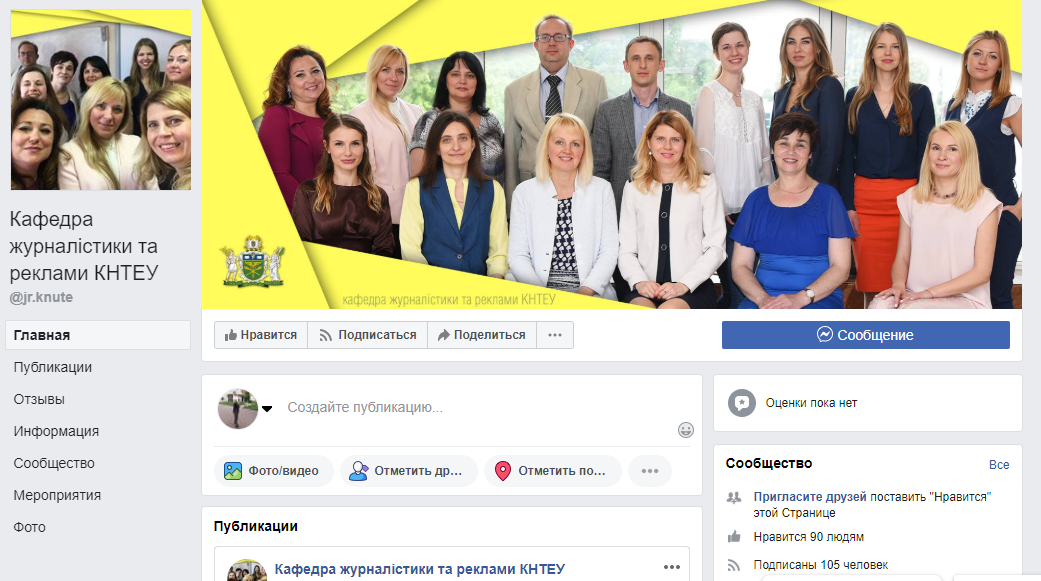 Кафедра
журналістики та
реклами КНТЕУ
@jr.knute
Главная
Публикации
Отзывы
Информация
Сообщество
Мероприятия
Фото
кафедра журналістики та реклами КНТЕУ
Нравится
Подписаться
Поделиться
...
Сообщение
Создайте публикацию...
Фото/видео
Отметить др...
Отметить по...
...
Публикации
Кафедра журналістики та реклами КНТЕУ
...
Оценки пока нет
Сообщество
Все
Пригласите друзей поставить "Нравится"
этой Странице
Нравится 90 людям
Подписаны 105 человек